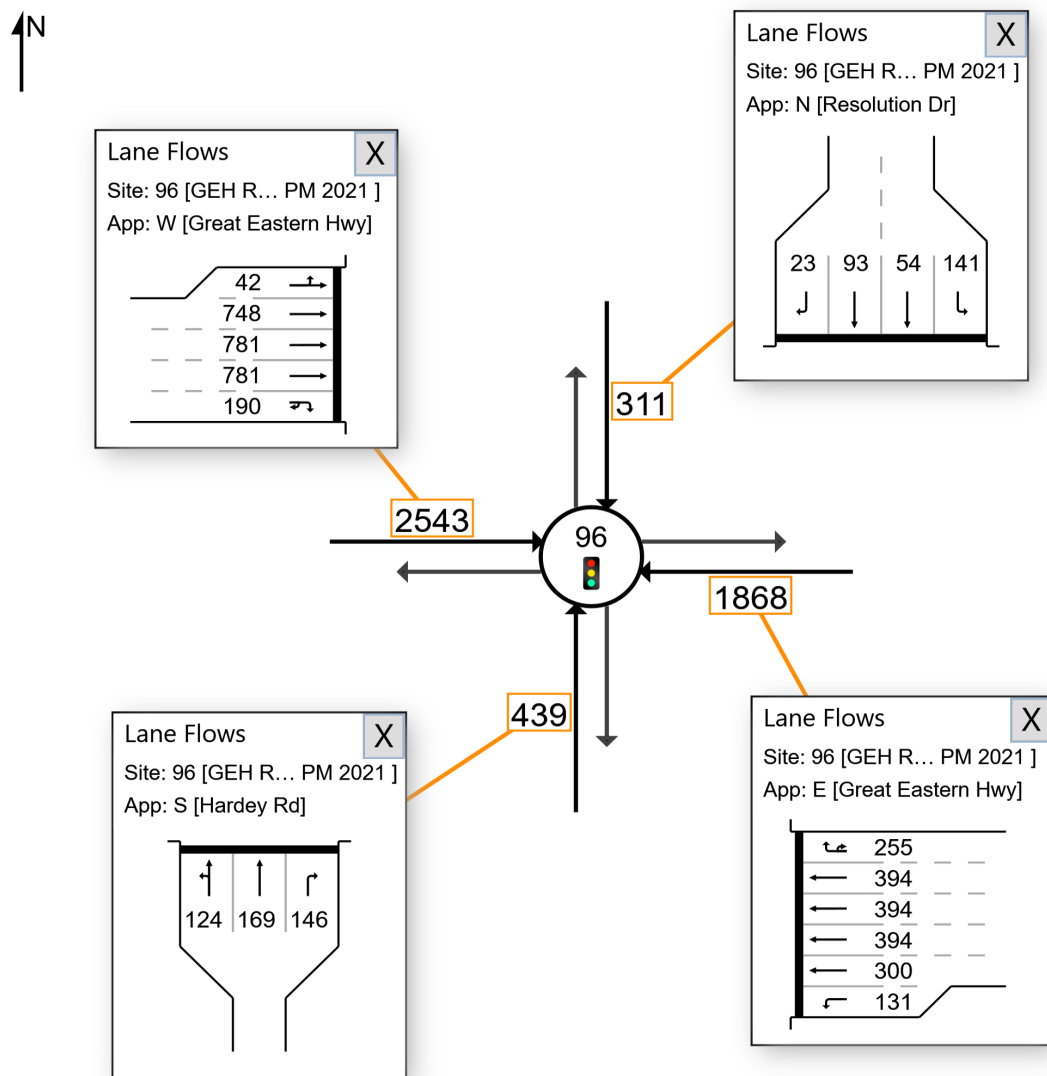 N
Lane Flows X
Site: 96 [GEH R... PM 2021 ]
App: N [Resolution Dr]
23 93 54 141
Lane Flows X
Site: 96 [GEH R... PM 2021 ]
App: W [Great Eastern Hwy]
42
748
781
781
190
311
2543
96
1868
439
Lane Flows X
Site: 96 [GEH R... PM 2021 ]
App: S [Hardey Rd]
124 169 146
Lane Flows X
Site: 96 [GEH R... PM 2021 ]
App: E [Great Eastern Hwy]
255
394
394
394
300
131